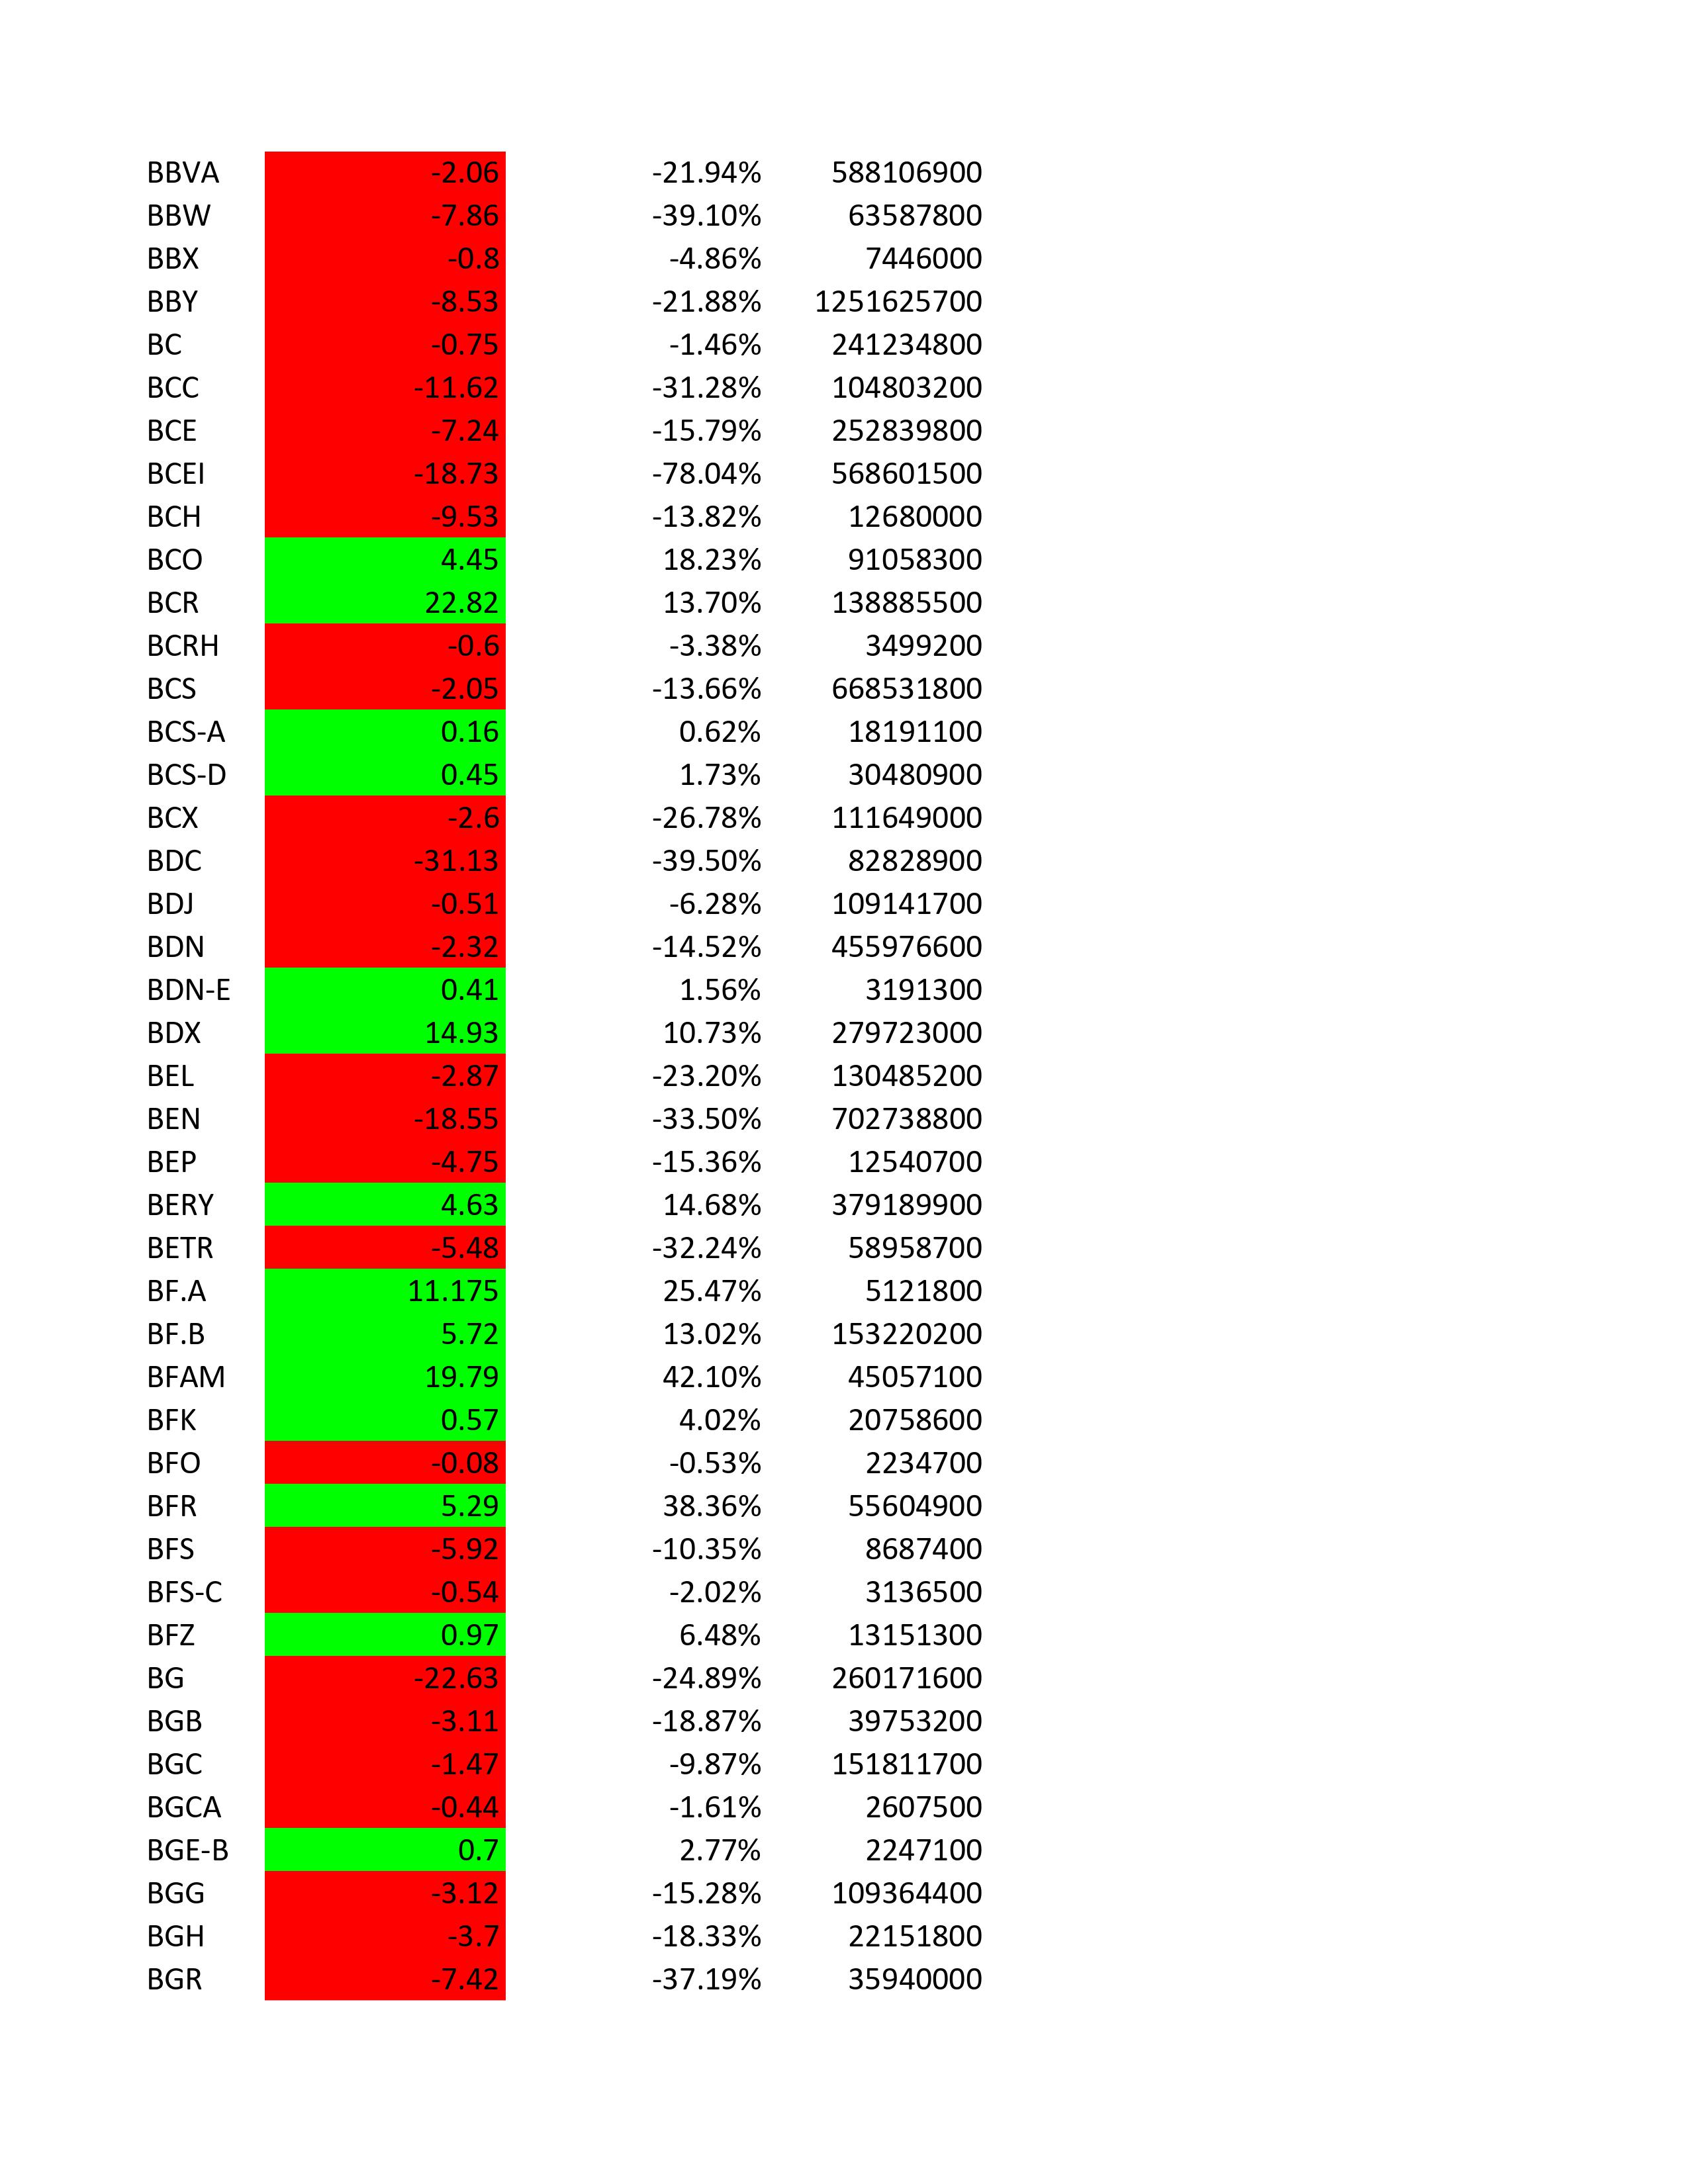 BBVA -2.06 -21.94% 588106900
BBW -7.86 -39.10% 63587800
BBX -0.8 -4.86% 7446000
BBY -8.53 -21.88% 1251625700
BC -0.75 -1.46% 241234800
BCC -11.62 -31.28% 104803200
BCE -7.24 -15.79% 252839800
BCEI -18.73 -78.04% 568601500
BCH -9.53 -13.82% 12680000
BCO 4.45 18.23% 91058300
BCR 22.82 13.70% 138885500
BCRH -0.6 -3.38% 3499200
BCS -2.05 -13.66% 668531800
BCS-A 0.16 0.62% 18191100
BCS-D 0.45 1.73% 30480900
BCX -2.6 -26.78% 111649000
BDC -31.13 -39.50% 82828900
BDJ -0.51 -6.28% 109141700
BDN -2.32 -14.52% 455976600
BDN-E 0.41 1.56% 3191300
BDX 14.93 10.73% 279723000
BEL -2.87 -23.20% 130485200
BEN -18.55 -33.50% 702738800
BEP -4.75 -15.36% 12540700
BERY 4.63 14.68% 379189900
BETR -5.48 -32.24% 58958700
BF.A 11.175 25.47% 5121800
BF.B 5.72 13.02% 153220200
BFAM 19.79 42.10% 45057100
BFK 0.57 4.02% 20758600
BFO -0.08 -0.53% 2234700
BFR 5.29 38.36% 55604900
BFS -5.92 -10.35% 8687400
BFS-C -0.54 -2.02% 3136500
BFZ 0.97 6.48% 13151300
BG -22.63 -24.89% 260171600
BGB -3.11 -18.87% 39753200
BGC -1.47 -9.87% 151811700
BGCA -0.44 -1.61% 2607500
BGE-B 0.7 2.77% 2247100
BGG -3.12 -15.28% 109364400
BGH -3.7 -18.33% 22151800
BGR -7.42 -37.19% 35940000